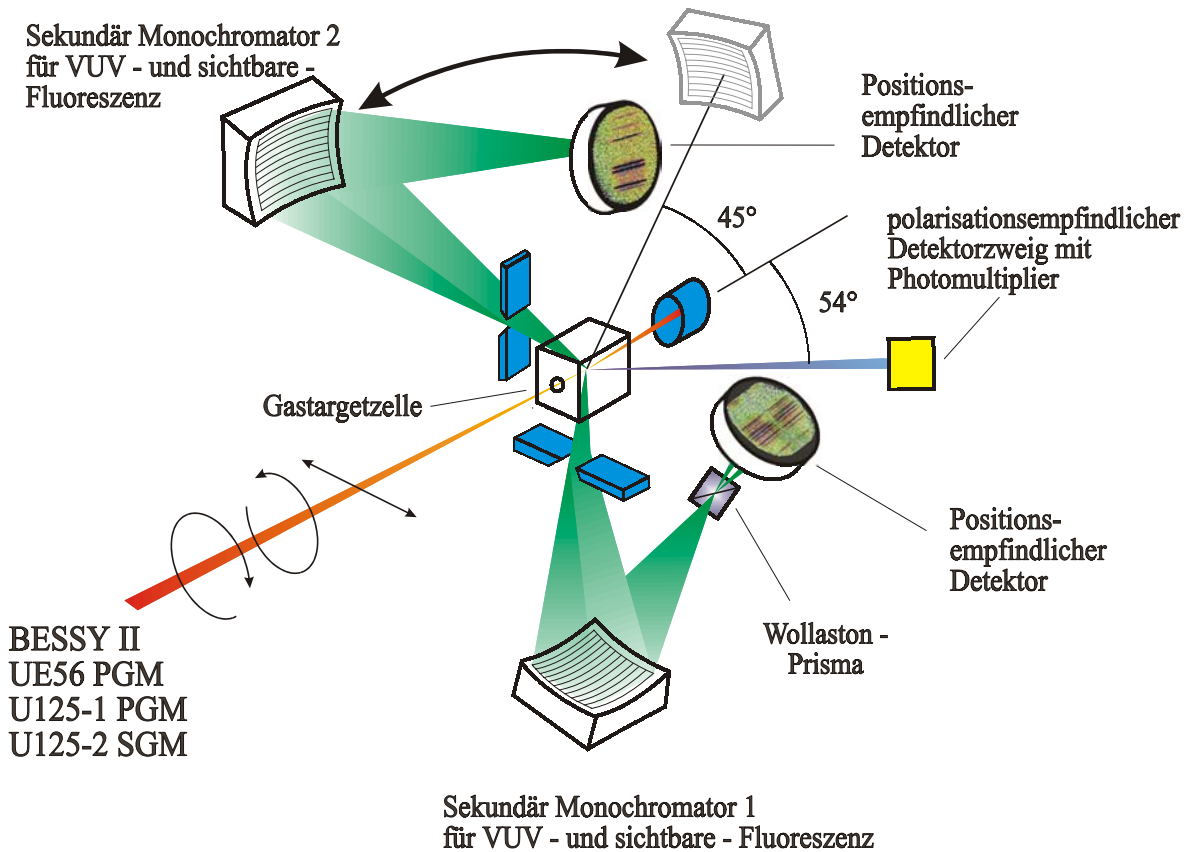 Sekundär Monochromator 2
für VUV - und sichtbare -
Fluoreszenz
Positions-
empfindlicher
Detektor
45°
polarisationsempfindlicher
Detektorzweig mit
Photomultiplier
54°
Gastargetzelle
Positions-
empfindlicher
Detektor
Wollaston -
Prisma
BESSY II
UE56 PGM
U125-1 PGM
U125-2 SGM
Sekundär Monochromator 1
für VUV - und sichtbare - Fluoreszenz